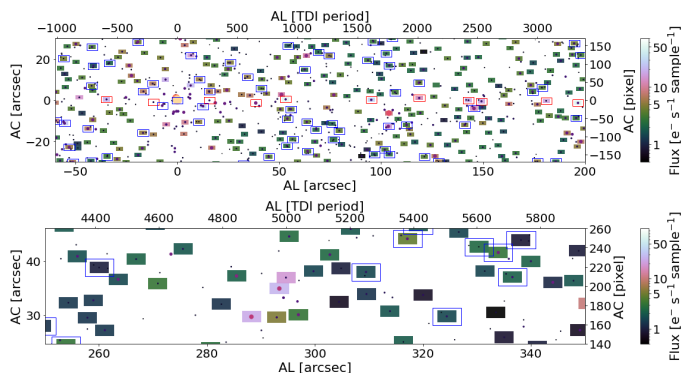 AL [TDI period]
−1000 −500 0 500 1000 1500 2000 2500 3000
AC [arcsec]
20
0
−20
150
100
50
0
−50
−100
−150
AC [pixel]
−50 0 50 100 150 200
AL [arcsec]
50
10
5
1
0
Flux [e⁻ s⁻¹ sample⁻¹]
AL [TDI period]
4400 4600 4800 5000 5200 5400 5600 5800
AC [arcsec]
40
30
260
240
220
200
180
160
140
AC [pixel]
260 280 300 320 340
AL [arcsec]
50
10
5
1
0
Flux [e⁻ s⁻¹ sample⁻¹]